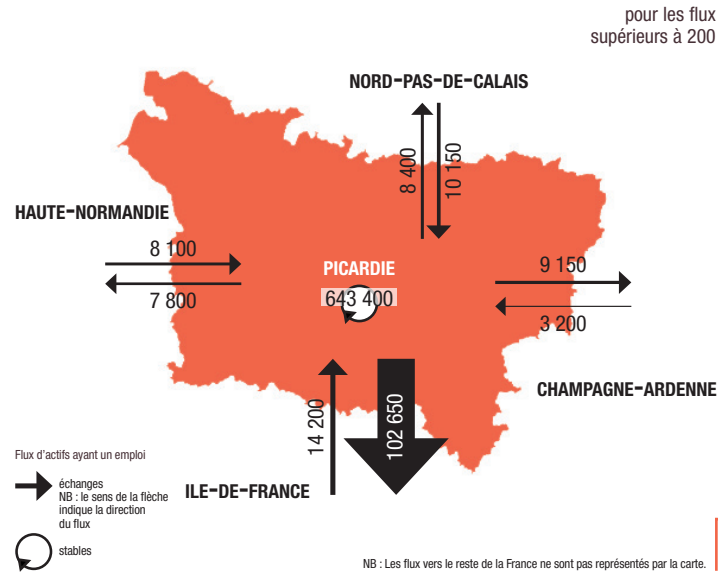 pour les flux
supérieurs à 200
NORD-PAS-DE-CALAIS
8 400
10 150
HAUTE-NORMANDIE
8 100
7 800
PICARDIE
643 400
9 150
3 200
CHAMPAGNE-ARDENNE
14 200
102 650
ILE-DE-FRANCE
Flux d'actifs ayant un emploi
échanges
NB : le sens de la flèche
indique la direction
du flux
stables
NB : Les flux vers le reste de la France ne sont pas représentés par la carte.